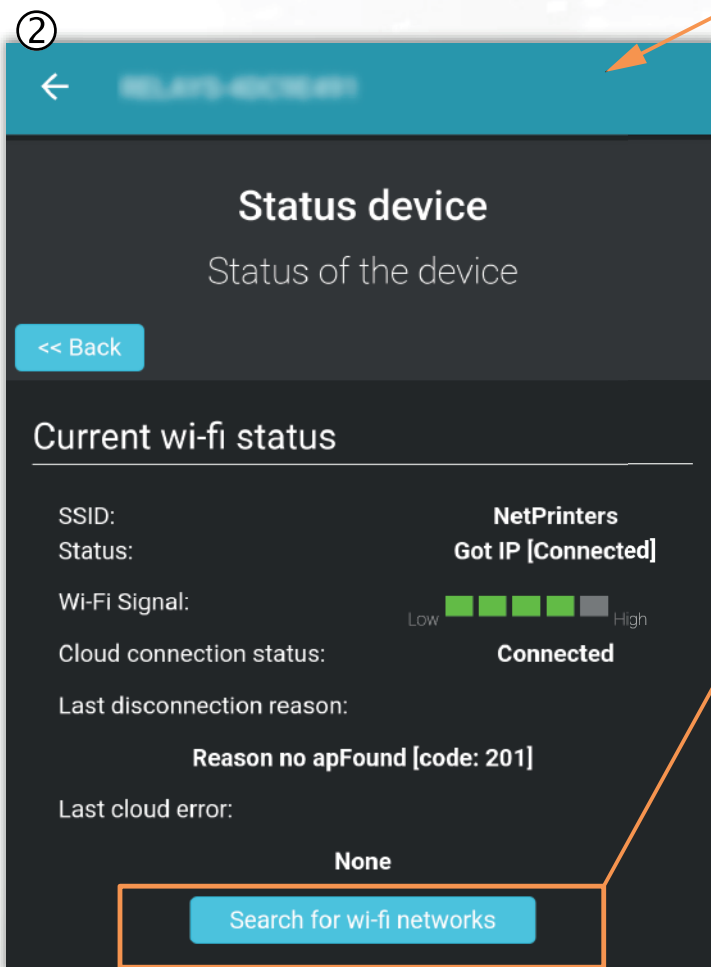 ②
Status device
Status of the device
<< Back
Current wi-fi status
SSID: NetPrinters
Status: Got IP [Connected]
Wi-Fi Signal: Low High
Cloud connection status: Connected
Last disconnection reason:
Reason no apFound [code: 201]
Last cloud error:
None
Search for wi-fi networks